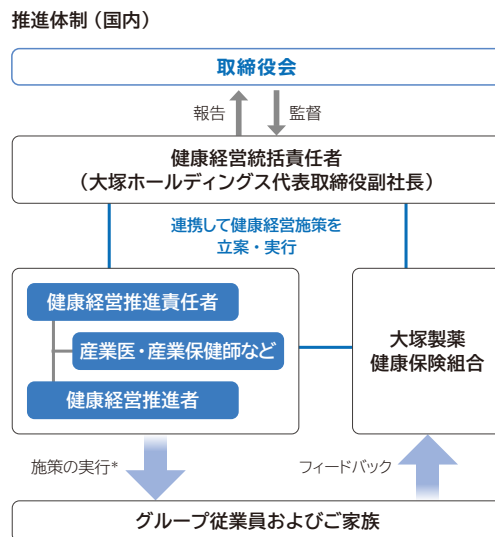 推進体制（国内）
取締役会
報告
監督
健康経営統括責任者
（大塚ホールディングス代表取締役副社長）
連携して健康経営施策を
立案・実行
健康経営推進責任者
産業医・産業保健師など
健康経営推進者
大塚製薬
健康保険組合
施策の実行*
フィードバック
グループ従業員およびご家族